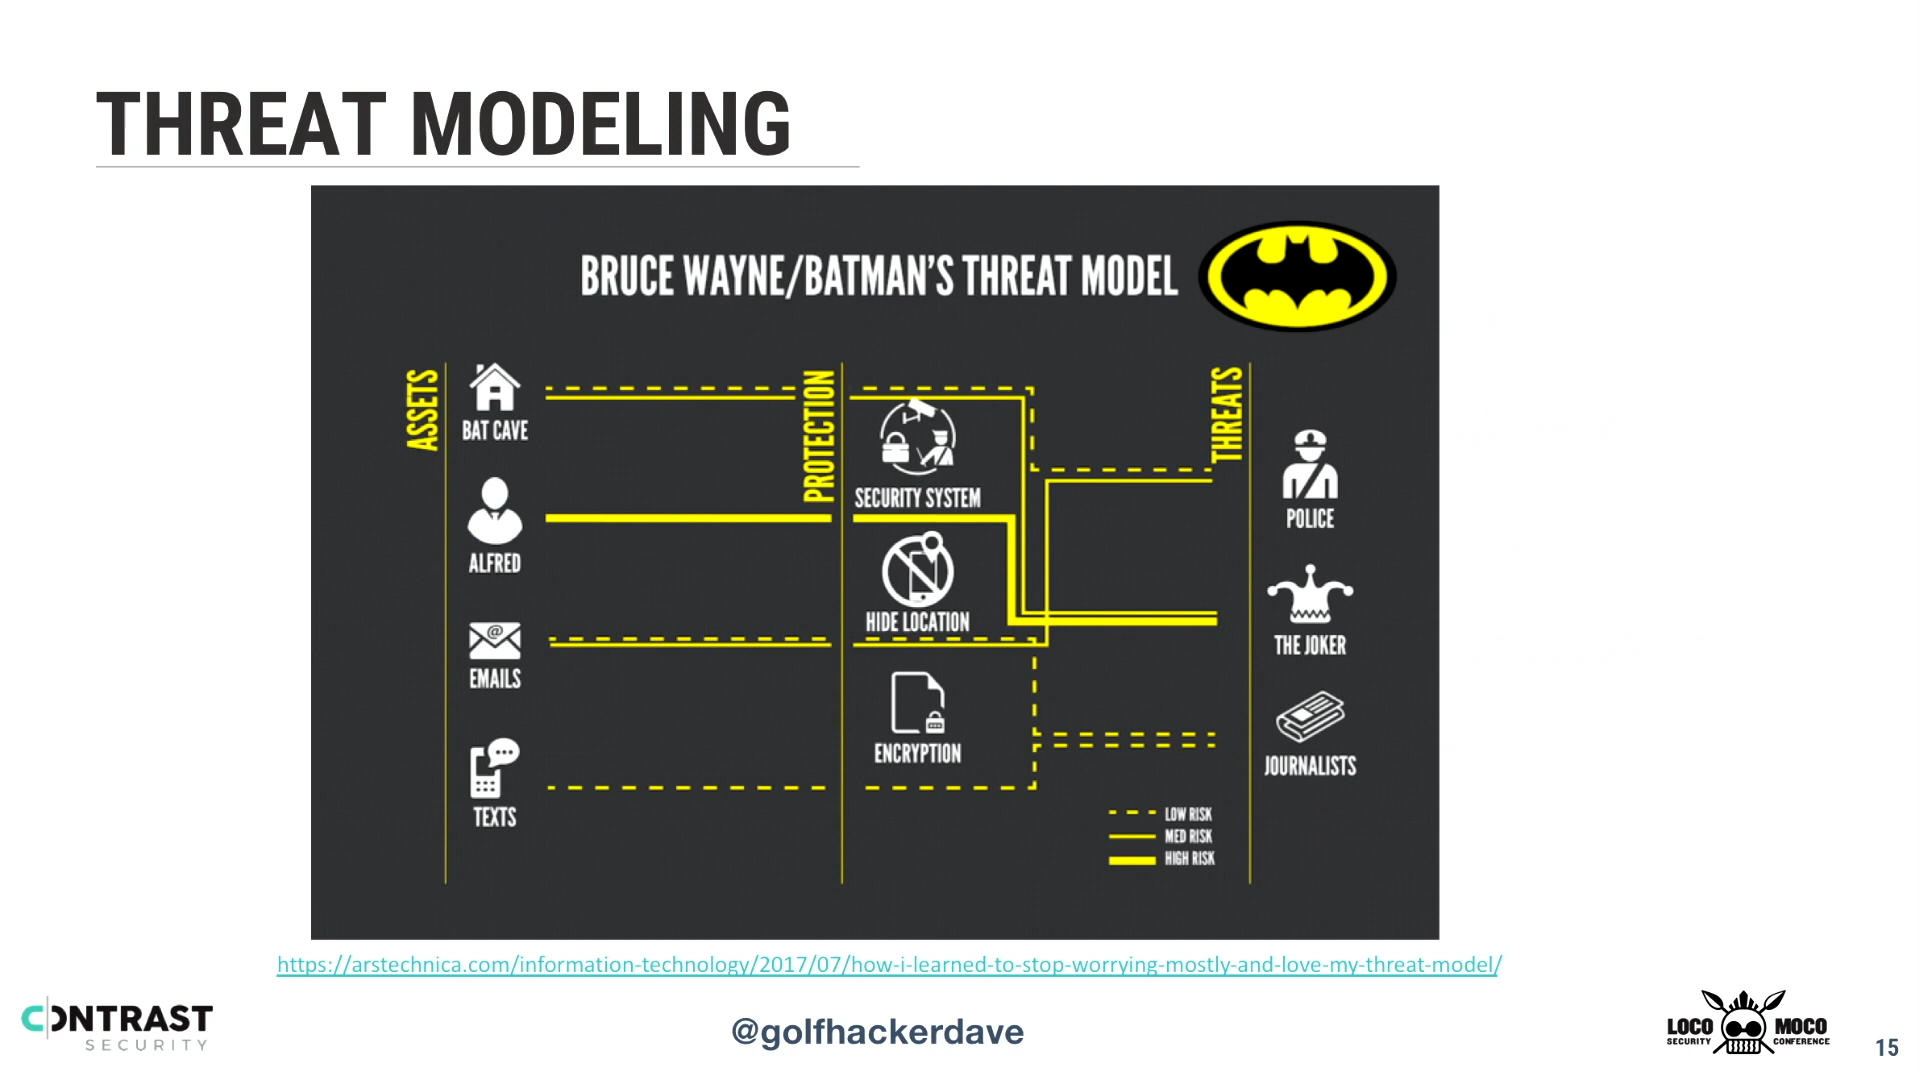 THREAT MODELING
BRUCE WAYNE/BATMAN'S THREAT MODEL
ASSETS
BAT CAVE
ALFRED
EMAILS
TEXTS
PROTECTION
SECURITY SYSTEM
HIDE LOCATION
ENCRYPTION
THREATS
POLICE
THE JOKER
JOURNALISTS
LOW RISK
MED RISK
HIGH RISK
https://arstechnica.com/information-technology/2017/07/how-i-learned-to-stop-worrying-mostly-and-love-my-threat-model/
CONTRAST
SECURITY
@golfhackerdave
LOCO MOCO
SECURITY CONFERENCE
15